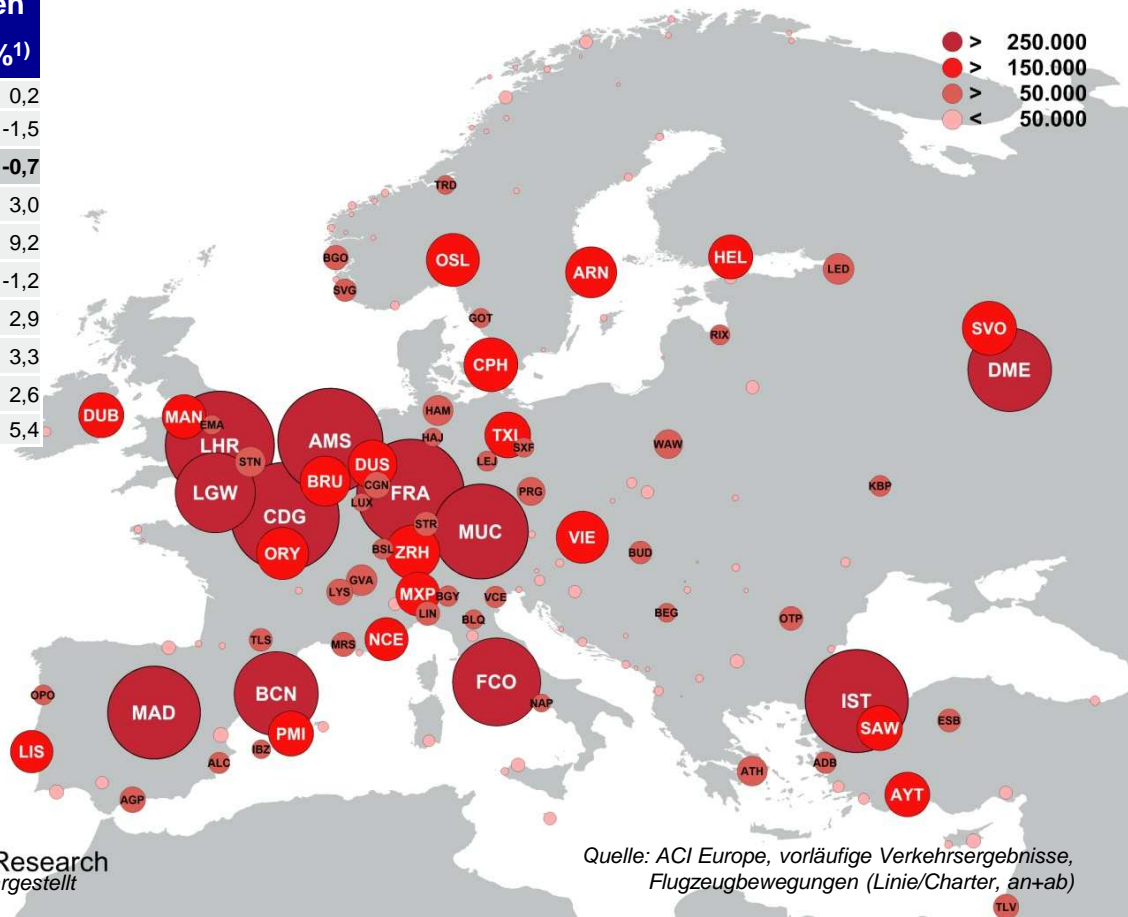 en
%1)
0,2
-1,5
-0,7
3,0
9,2
-1,2
2,9
3,3
2,6
5,4
> 250.000
> 150.000
> 50.000
< 50.000
TRD
BGO
OSL
ARN
HEL
LED
SVG
GOT
RIX
SVO
CPH
DME
DUB
MAN
EMA
HAM
LHR
AMS
HAJ
TXL
SXF
WAW
STN
DUS
LEJ
BRU
CGN
LGW
FRA
PRG
KBP
LUX
CDG
STR
MUC
VIE
ORY
BSL
ZRH
BUD
GVA
LYS
MXP
BGY
VCE
LIN
BLQ
BEG
OTP
TLS
MRS
NCE
OPO
MAD
BCN
FCO
NAP
IST
SAW
ESB
LIS
PMI
IBZ
ALC
ATH
ADB
AGP
AYT
Research
rgestellt
Quelle: ACI Europe, vorläufige Verkehrsergebnisse,
Flugzeugbewegungen (Linie/Charter, an+ab)
TLV